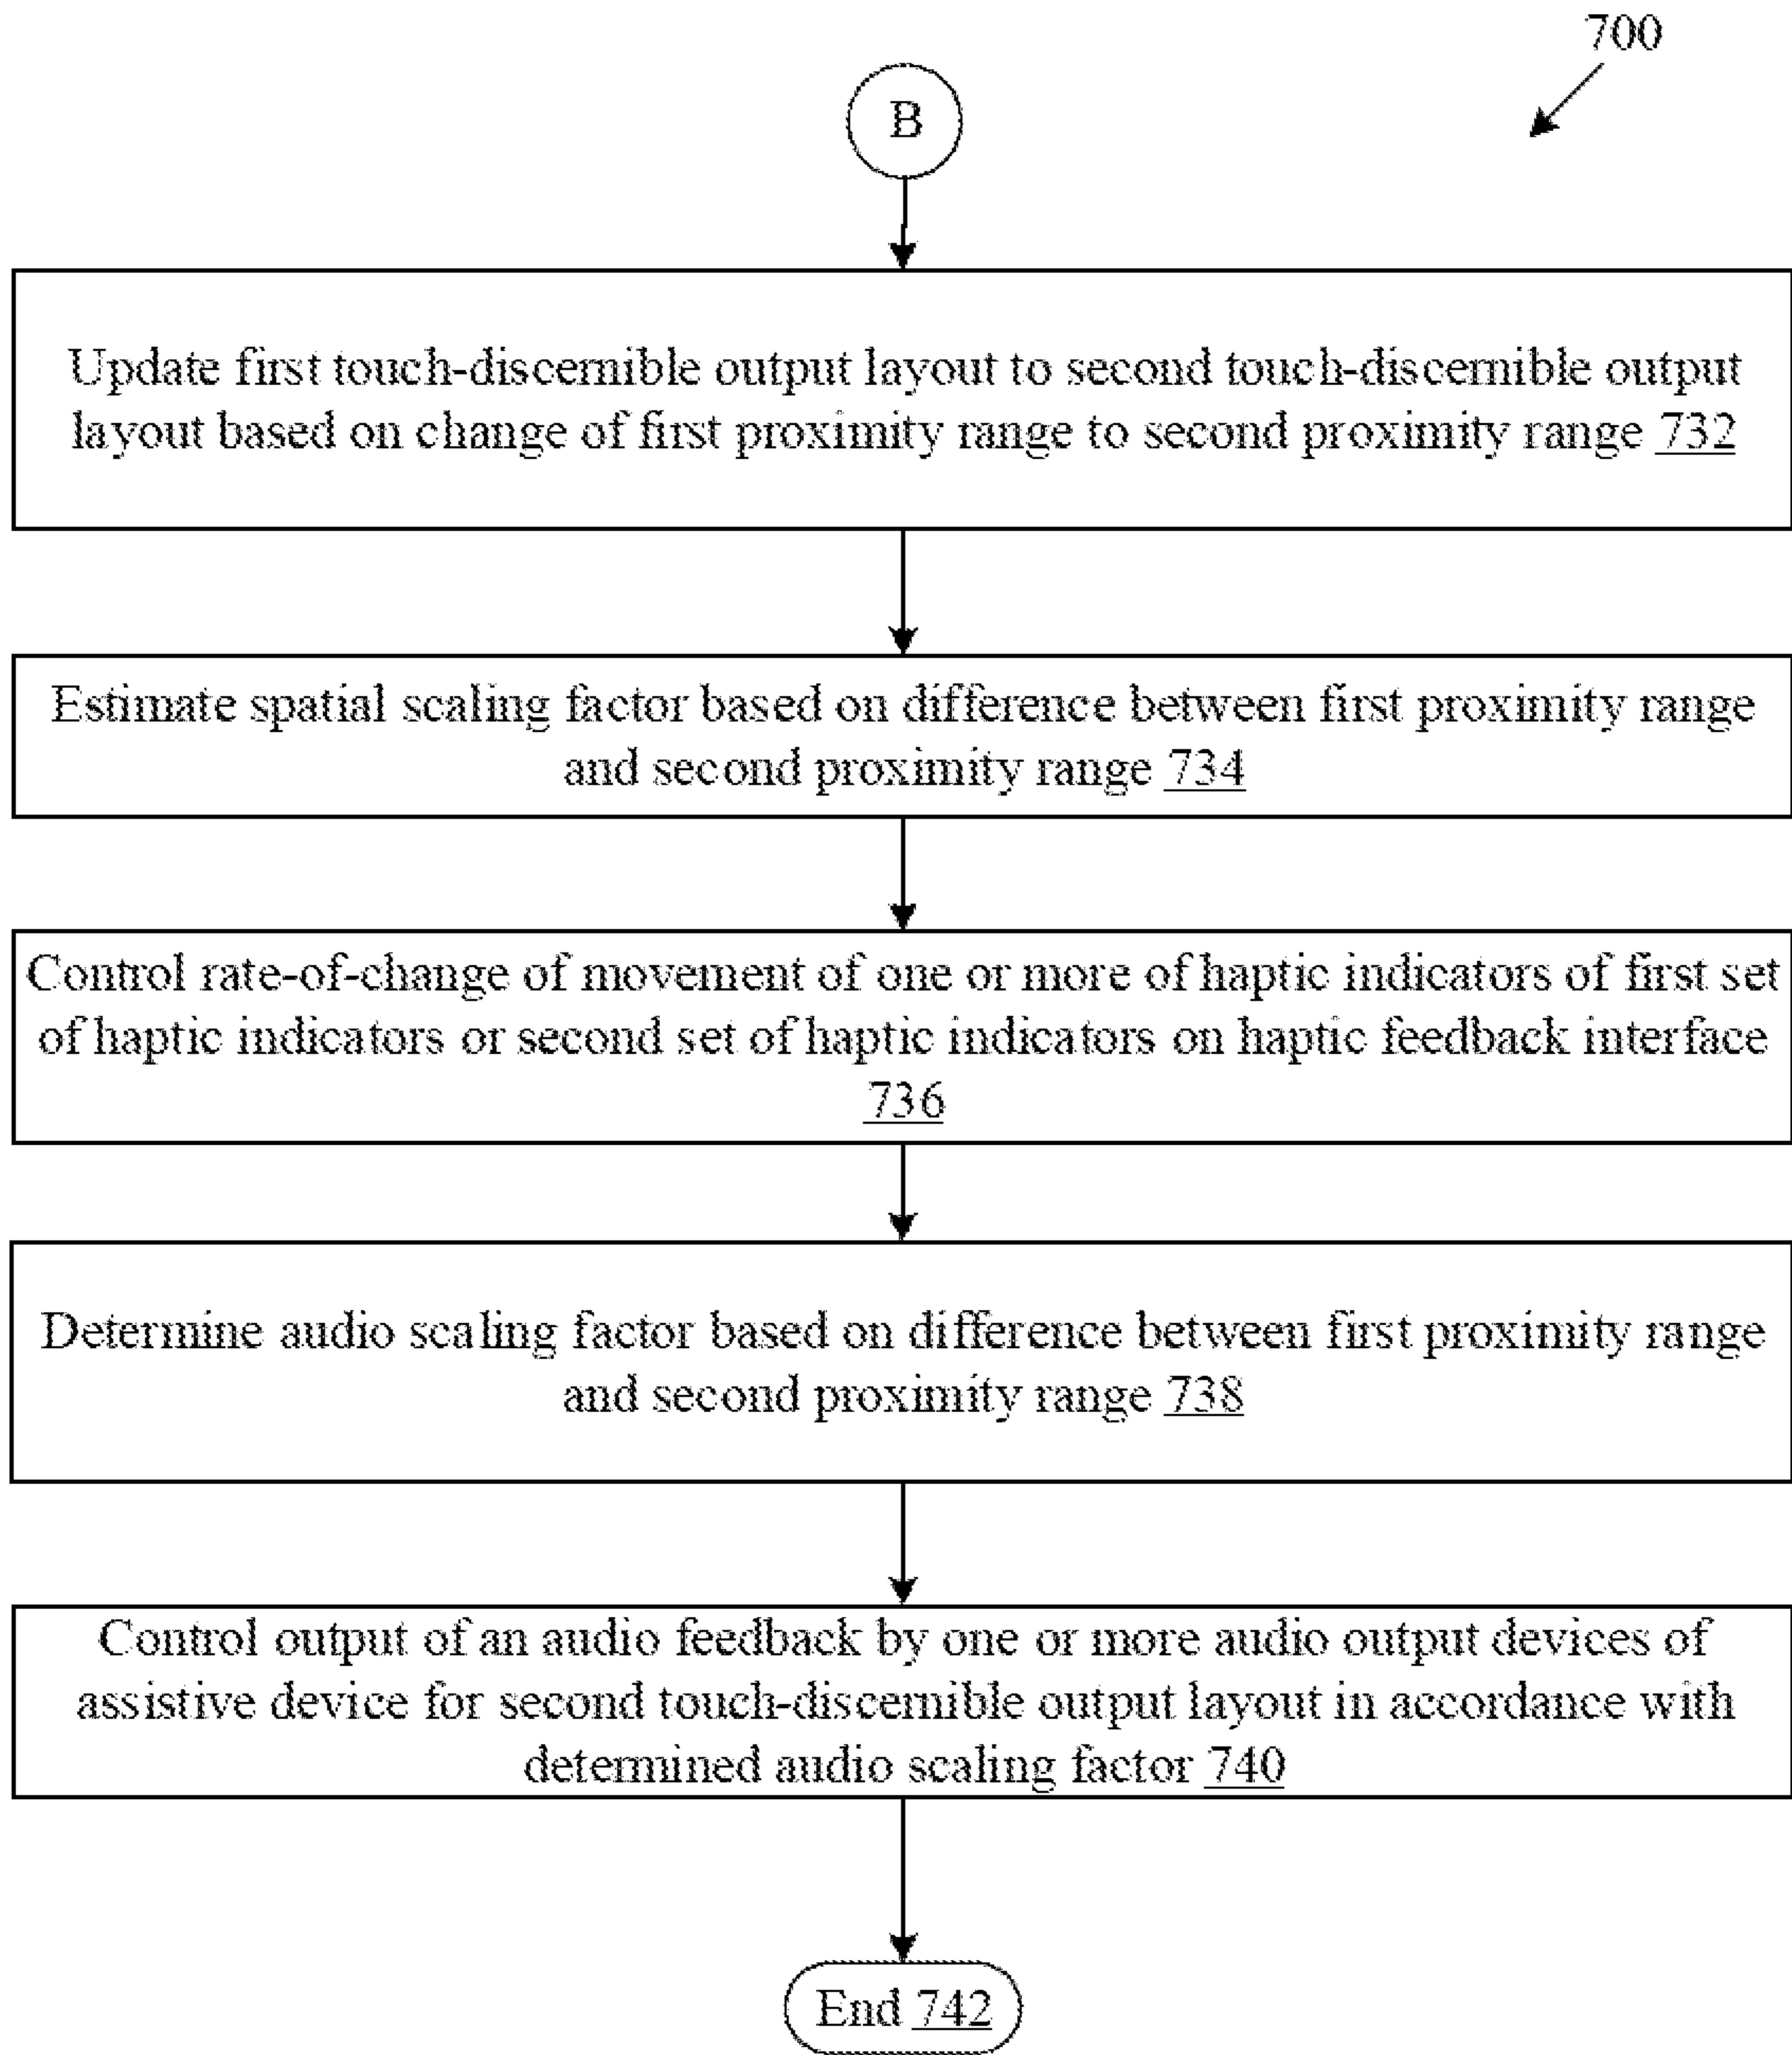 700
B
Update first touch-discernible output layout to second touch-discernible output
layout based on change of first proximity range to second proximity range 732
Estimate spatial scaling factor based on difference between first proximity range
and second proximity range 734
Control rate-of-change of movement of one or more of haptic indicators of first set
of haptic indicators or second set of haptic indicators on haptic feedback interface
736
Determine audio scaling factor based on difference between first proximity range
and second proximity range 738
Control output of an audio feedback by one or more audio output devices of
assistive device for second touch-discernible output layout in accordance with
determined audio scaling factor 740
End 742